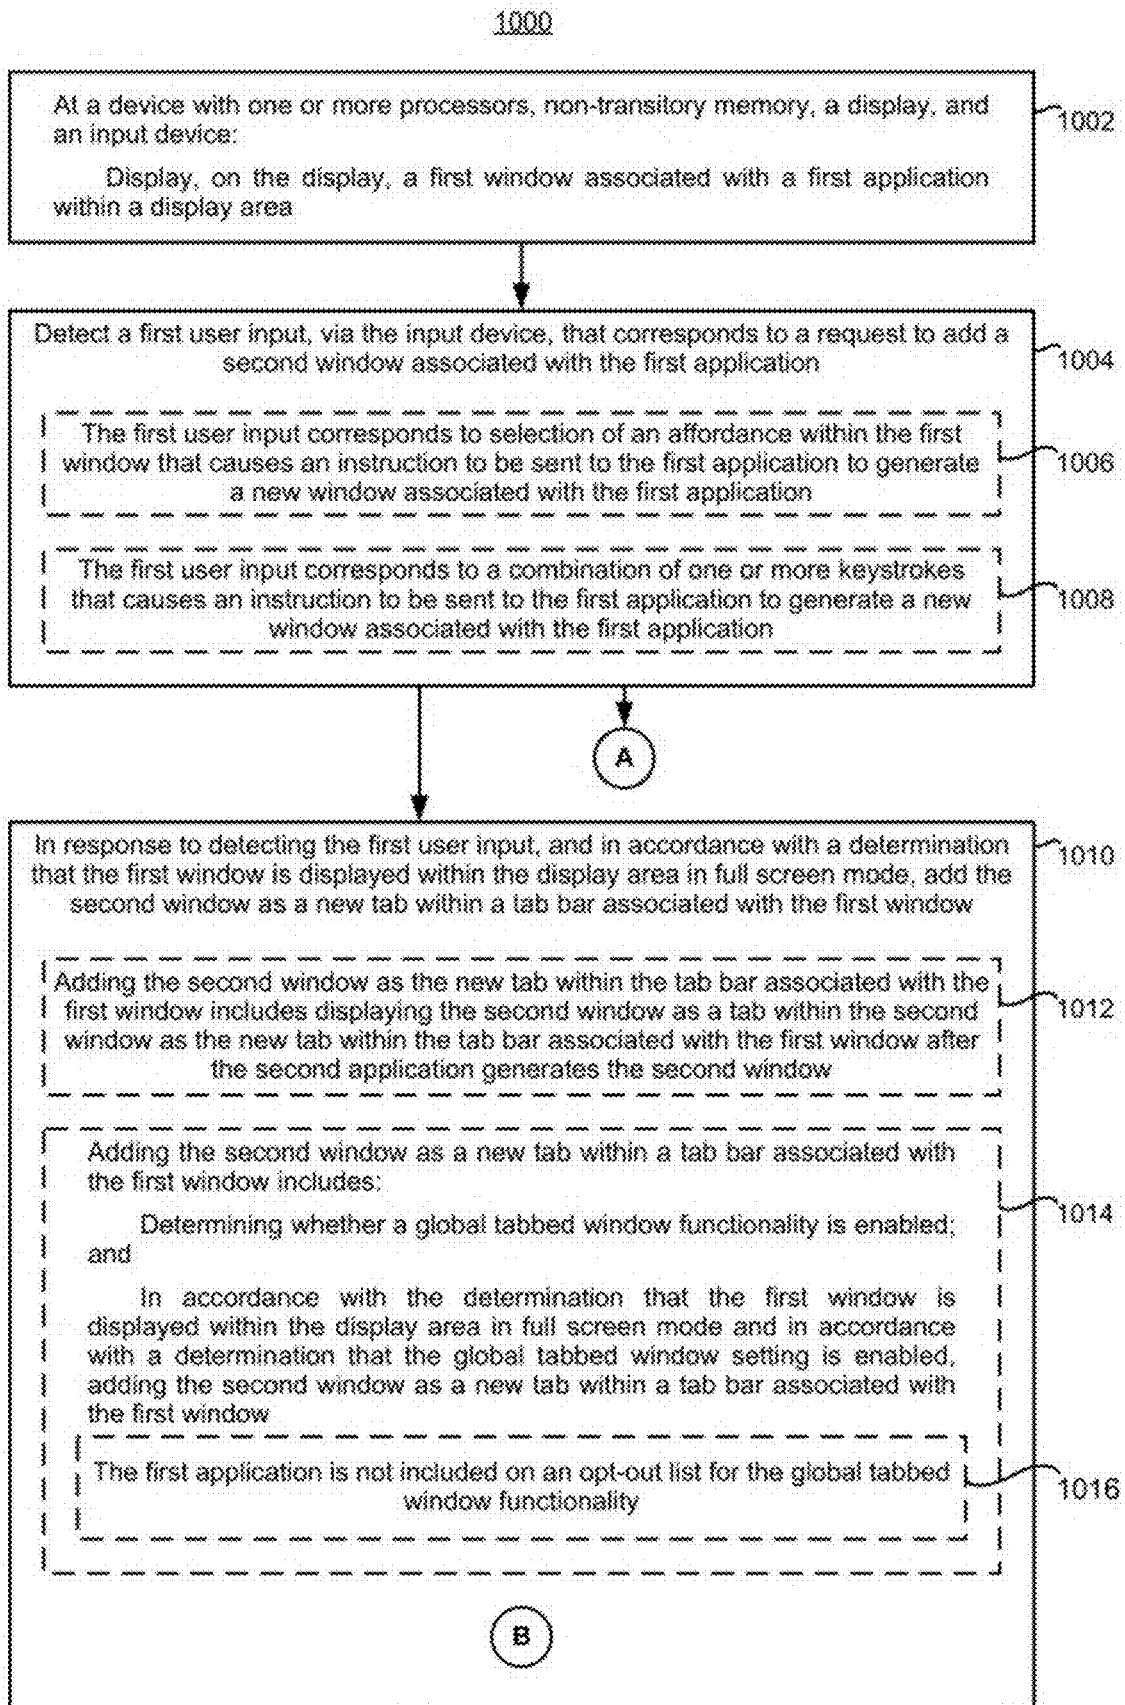 1000
At a device with one or more processors, non-transitory memory, a display, and
an input device:
Display, on the display, a first window associated with a first application
within a display area
1002
Detect a first user input, via the input device, that corresponds to a request to add a
second window associated with the first application
1004
The first user input corresponds to selection of an affordance within the first
window that causes an instruction to be sent to the first application to generate
a new window associated with the first application
1006
The first user input corresponds to a combination of one or more keystrokes
that causes an instruction to be sent to the first application to generate a new
window associated with the first application
1008
A
In response to detecting the first user input, and in accordance with a determination
that the first window is displayed within the display area in full screen mode, add the
second window as a new tab within a tab bar associated with the first window
1010
Adding the second window as the new tab within the tab bar associated with the
first window includes displaying the second window as a tab within the second
window as the new tab within the tab bar associated with the first window after
the second application generates the second window
1012
Adding the second window as a new tab within a tab bar associated with
the first window includes:
Determining whether a global tabbed window functionality is enabled;
and
In accordance with the determination that the first window is
displayed within the display area in full screen mode and in accordance
with a determination that the global tabbed window setting is enabled,
adding the second window as a new tab within a tab bar associated with
the first window
1014
The first application is not included on an opt-out list for the global tabbed
window functionality
1016
B